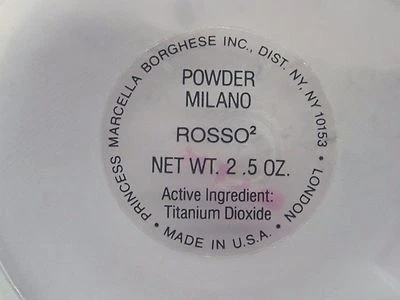 PRINCESS MARCELLA BORGHESE INC., DIST. NY, NY 10153 • LONDON • MADE IN U.S.A. •
POWDER
MILANO
ROSSO²
NET WT. 2 .5 OZ.
Active Ingredient:
Titanium Dioxide